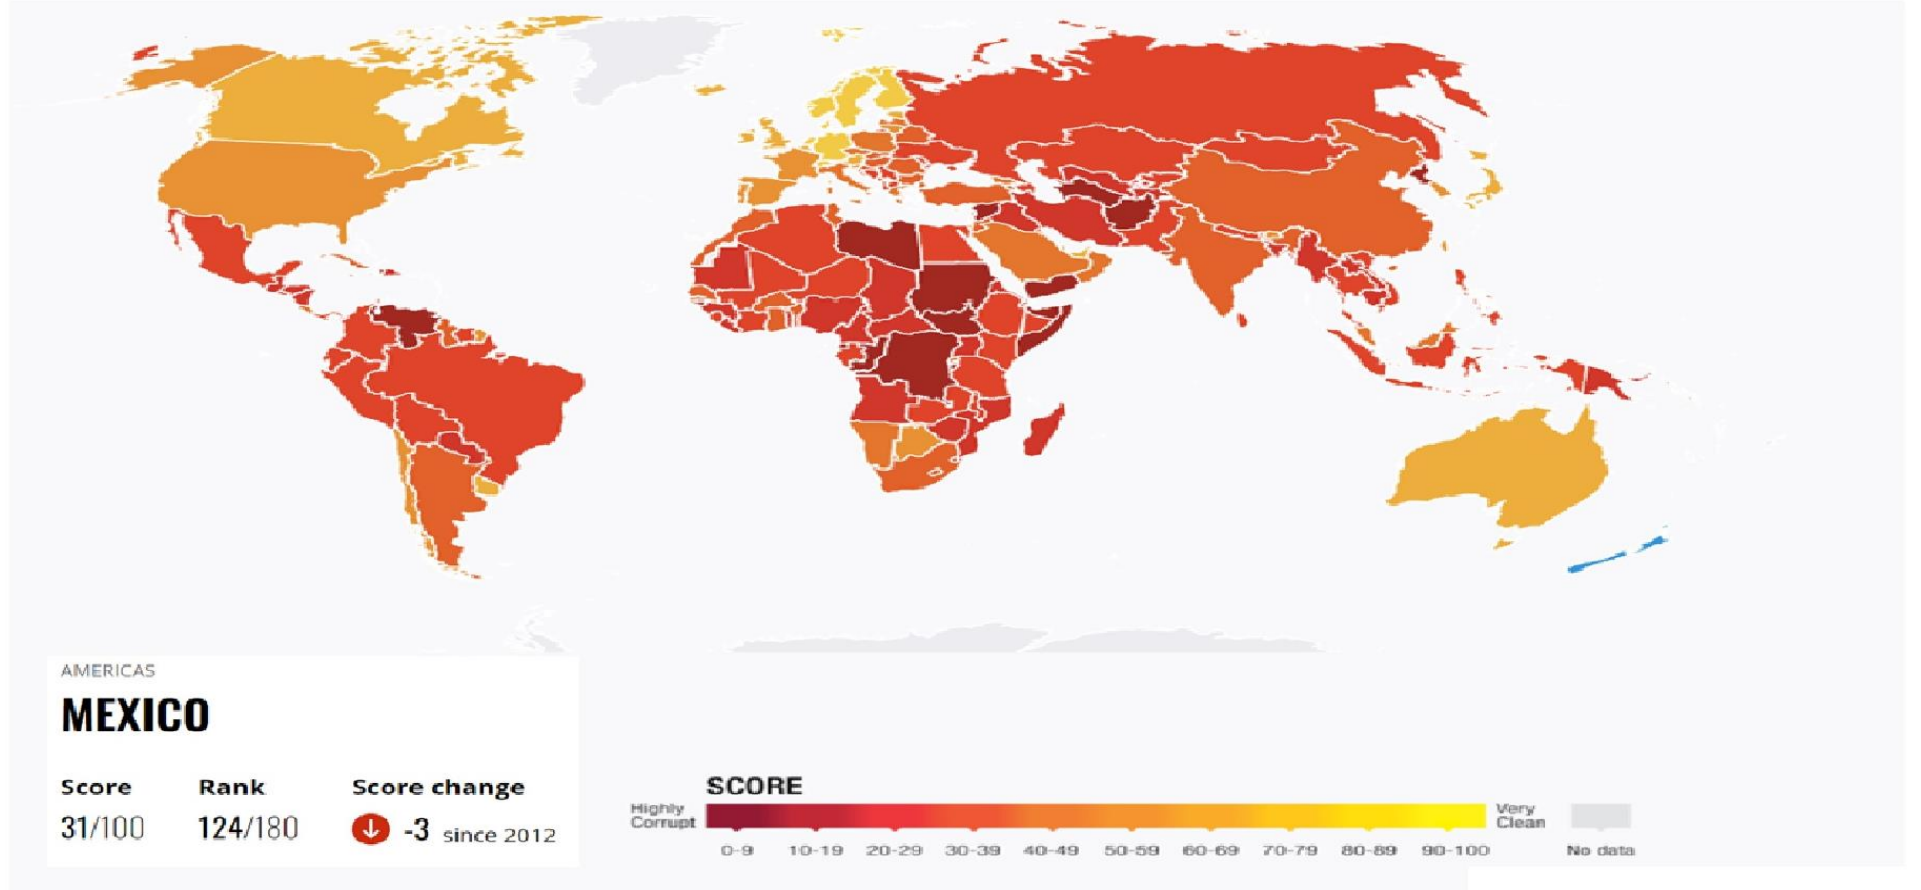 AMERICAS
MEXICO
Score Rank Score change
31/100 124/180 -3 since 2012
SCORE
Highly Corrupt
Very Clean
0-9 10-19 20-29 30-39 40-49 50-59 60-69 70-79 80-89 90-100 No data